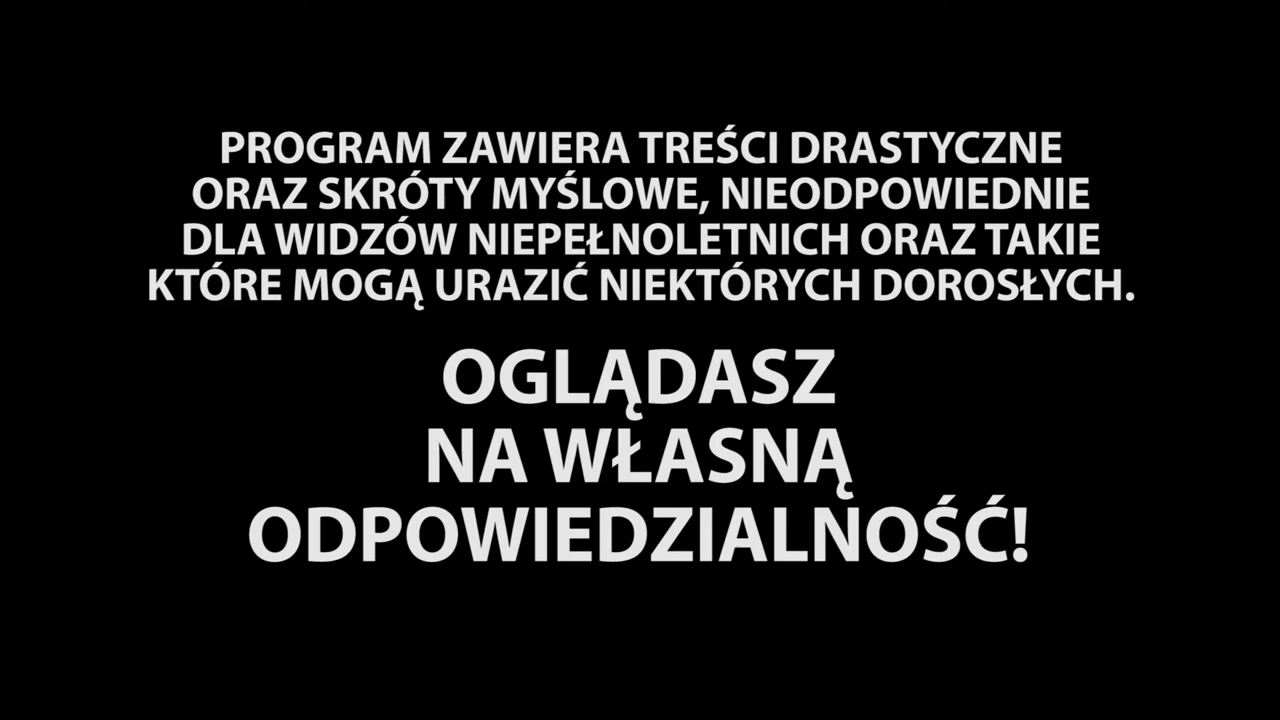 PROGRAM ZAWIERA TREŚCI DRASTYCZNE
ORAZ SKRÓTY MYŚLOWE, NIEODPOWIEDNIE
DLA WIDZÓW NIEPEŁNOLETNICH ORAZ TAKIE
KTÓRE MOGĄ URAZIĆ NIEKTÓRYCH DOROSŁYCH.
OGLĄDASZ
NA WŁASNĄ
ODPOWIEDZIALNOŚĆ!